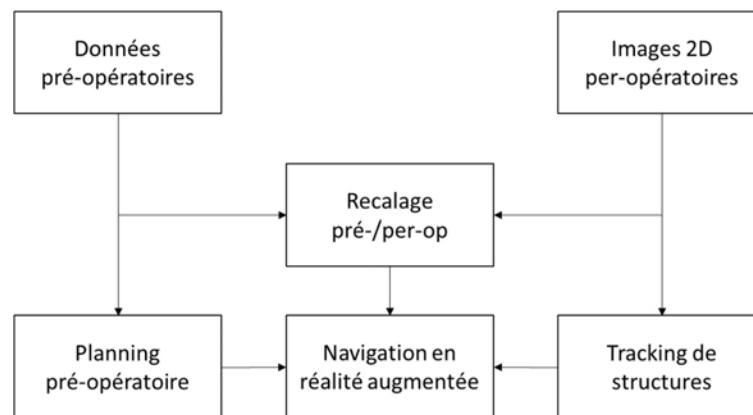 Données
pré-opératoires
Images 2D
per-opératoires
Recalage
pré-/per-op
Planning
pré-opératoire
Navigation en
réalité augmentée
Tracking de
structures